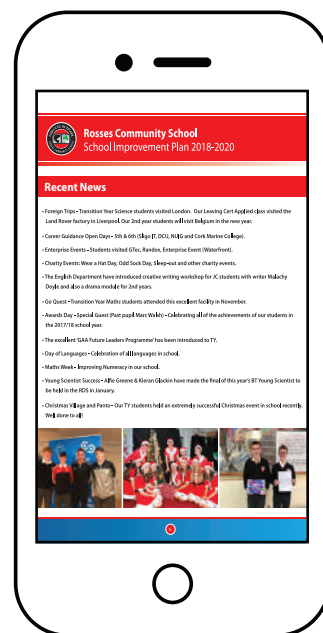 Rosses Community School
School Improvement Plan 2018-2020
Recent News
• Foreign Trips - Transition Year Science students visited London. Our Leaving Cert Applied class visited the
Land Rover factory in Liverpool. Our 2nd year students will visit Belgium in the new year.
• Career Guidance Open Days - 5th & 6th (Sligo IT, DCU, NUIG and Cork Marine College).
• Enterprise Events - Students visited GTec, Randox, Enterprise Event (Waterfront).
• Charity Events: Wear a Hat Day, Odd Sock Day, Sleep-out and other charity events.
• The English Department have introduced creative writing workshop for JC students with writer Malachy
Doyle and also a drama module for 2nd years.
• Go Quest - Transition Year Maths students attended this excellent facility in November.
• Awards Day - Special Guest (Past pupil Marc Walsh) - Celebrating all of the achievements of our students in
the 2017/18 school year.
• The excellent 'GAA Future Leaders Programme' has been introduced to TY.
• Day of Languages - Celebration of all languages in school.
• Maths Week - Improving Numeracy in our school.
• Young Scientist Success - Alfie Greene & Kieran Glackin have made the final of this year's BT Young Scientist to
be held in the RDS in January.
• Christmas Village and Panto - Our TY students held an extremely successful Christmas event in school recently.
Well done to all!